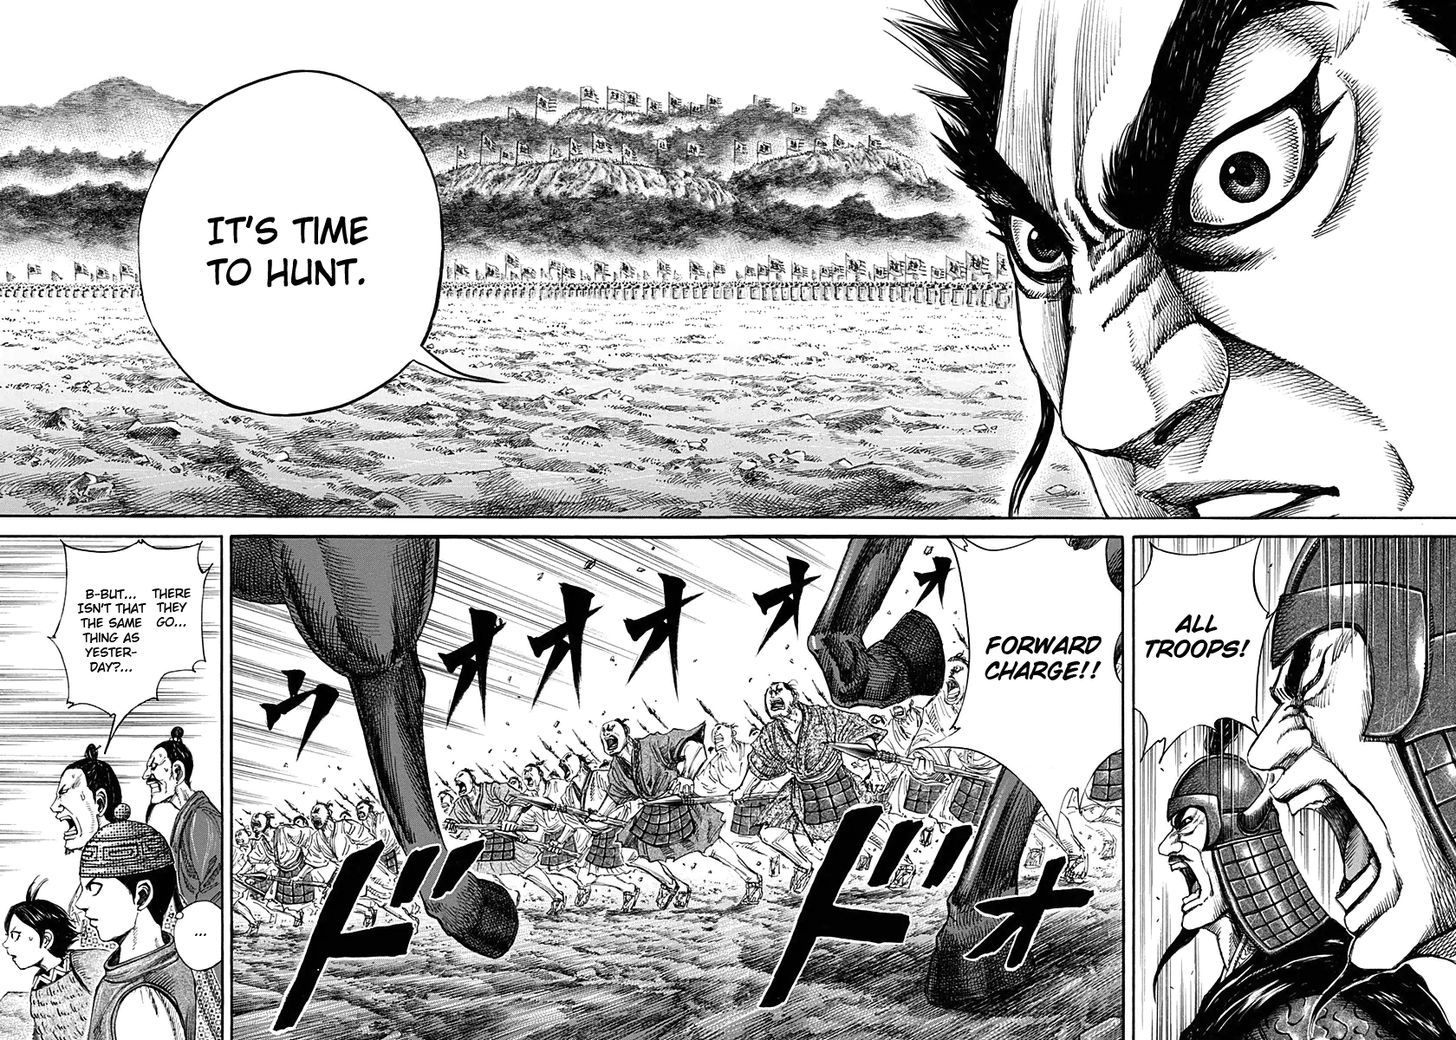 IT'S TIME
TO HUNT.
ALL
TROOPS!
FORWARD
CHARGE!!
オオオオオ
ドド
オ
THERE
THEY
GO...
B-BUT...
ISN'T THAT
THE SAME
THING AS
YESTER-
DAY?...
...